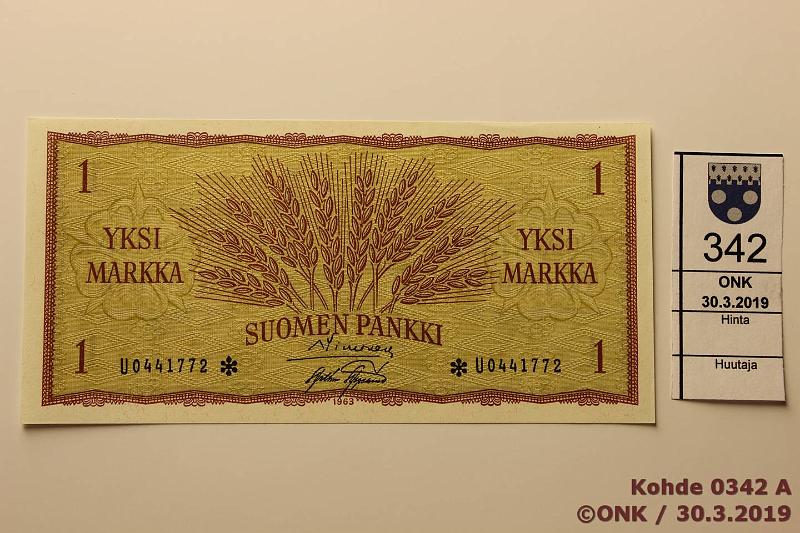 1 1
YKSI MARKKA
YKSI MARKKA
SUOMEN PANKKI
1 1
U0441772 * * U0441772
1963
342
ONK
30.3.2019
Hinta
Huutaja
Kohde 0342 A
©ONK / 30.3.2019